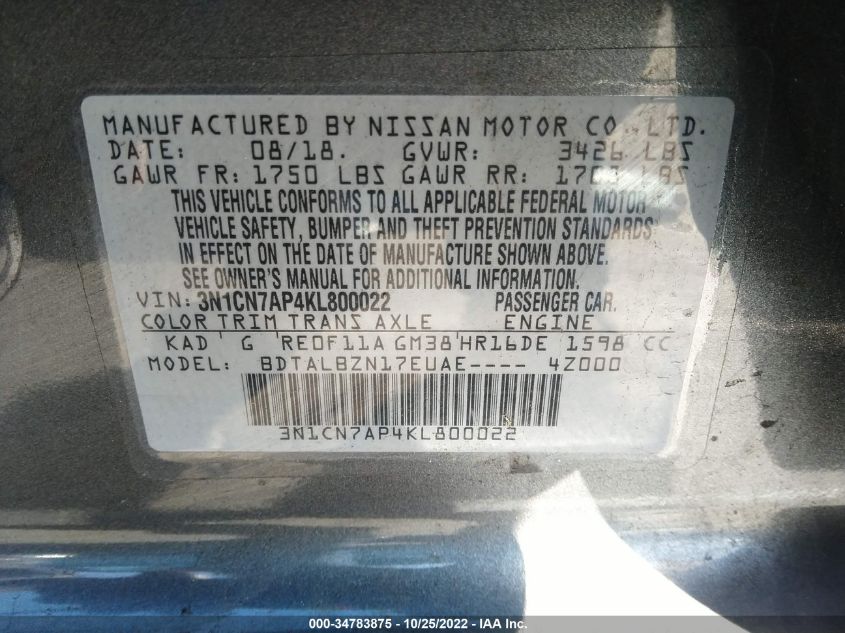 MANUFACTURED BY NISSAN MOTOR CO.,LTD.
DATE: 08/18. GVWR: 3426 LBS
GAWR FR: 1750 LBS GAWR RR: LBS
THIS VEHICLE CONFORMS TO ALL APPLICABLE FEDERAL MOTOR
VEHICLE SAFETY, BUMPER AND THEFT PREVENTION STANDARDS
IN EFFECT ON THE DATE OF MANUFACTURE SHOWN ABOVE.
SEE OWNER'S MANUAL FOR ADDITIONAL INFORMATION.
VIN: 3N1CN7AP4KL800022 PASSENGER CAR.
COLOR TRIM TRANS AXLE ENGINE
KAD G RE0F11A GM38 HR16DE 1598 CC
MODEL: BDTALBZN17EUAE---- 4Z000
3N1CN7AP4KL800022
000-34783875 - 10/25/2022 - IAA Inc.